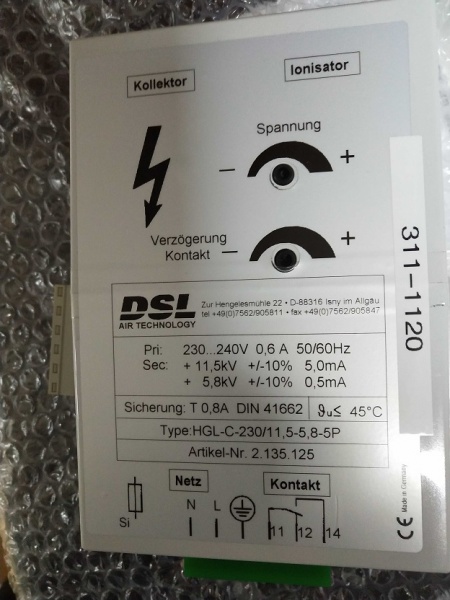 Kollektor
Ionisator
Spannung
- +
Verzögerung
Kontakt
- +
311-1120
DSL
AIR TECHNOLOGY
Zur Hengelesmühle 22 • D-88316 Isny im Allgäu
tel +49(0)7562/905811 • fax +49(0)7562/905847
Pri: 230...240V 0,6 A 50/60Hz
Sec: + 11,5kV +/-10% 5,0mA
+ 5,8kV +/-10% 0,5mA
Sicherung: T 0,8A DIN 41662 ϑu≤ 45°C
Type:HGL-C-230/11,5-5,8-5P
Artikel-Nr. 2.135.125
Netz
Kontakt
Si
N L
11 12 14
CE Made in Germany